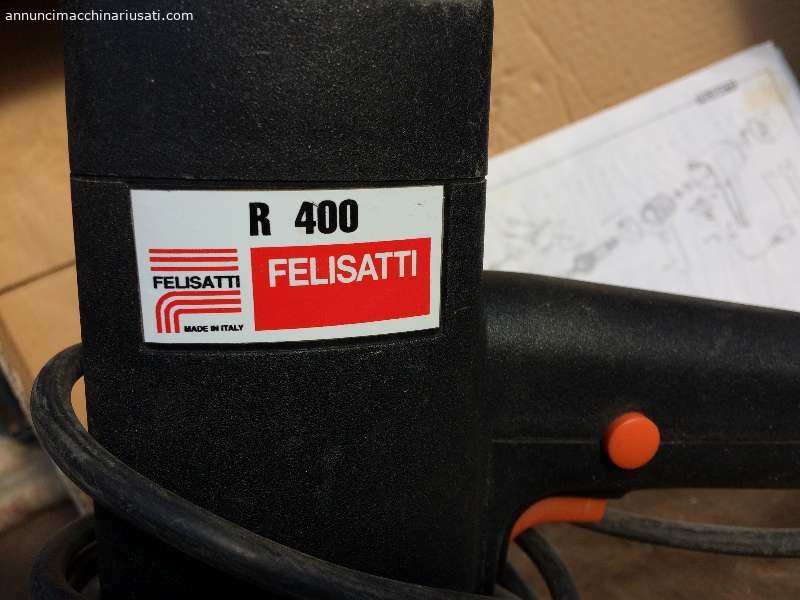 annuncimacchinariusati.com
R 400
FELISATTI
FELISATTI
MADE IN ITALY